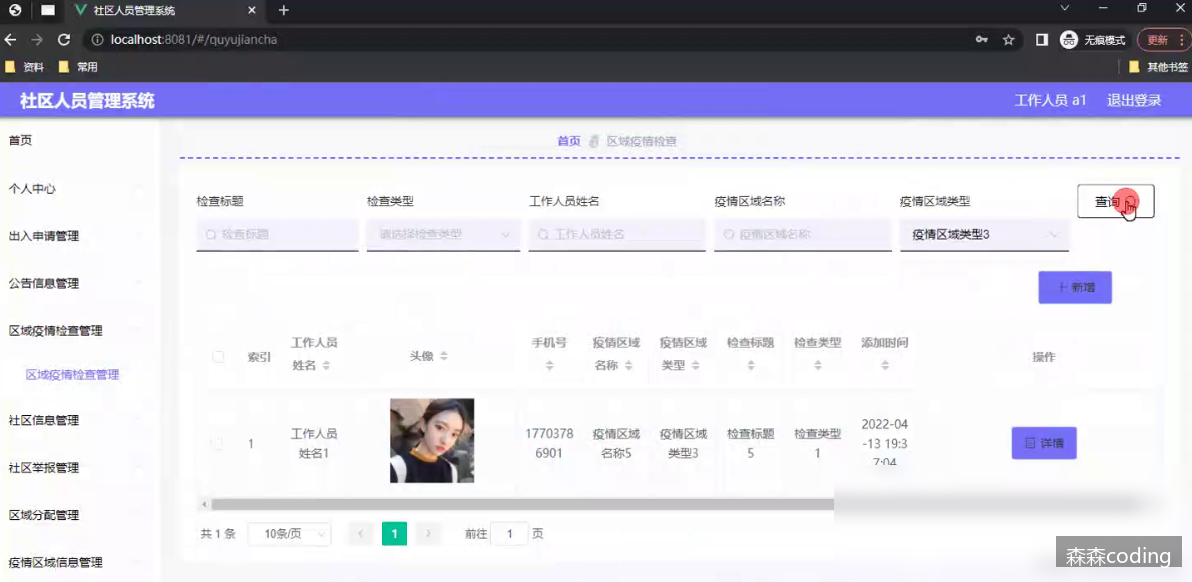 社区人员管理系统
localhost:8081/#/quyujiancha
无痕模式
更新
资料
常用
其他书签
社区人员管理系统
工作人员 a1
退出登录
首页
个人中心
出入申请管理
公告信息管理
区域疫情检查管理
区域疫情检查管理
社区信息管理
社区举报管理
区域分配管理
疫情区域信息管理
首页
区域疫情检查
检查标题
检查类型
工作人员姓名
疫情区域名称
疫情区域类型
查询
检查标题
请选择检查类型
工作人员姓名
疫情区域名称
疫情区域类型3
新增
索引
工作人员
姓名
头像
手机号
疫情区域
名称
疫情区域
类型
检查标题
检查类型
添加时间
操作
1
工作人员
姓名1
1770378
6901
疫情区域
名称5
疫情区域
类型3
检查标题
5
检查类型
1
2022-04
-13 19:3
7:04
详情
共 1 条
10条/页
1
前往
1
页
森森coding